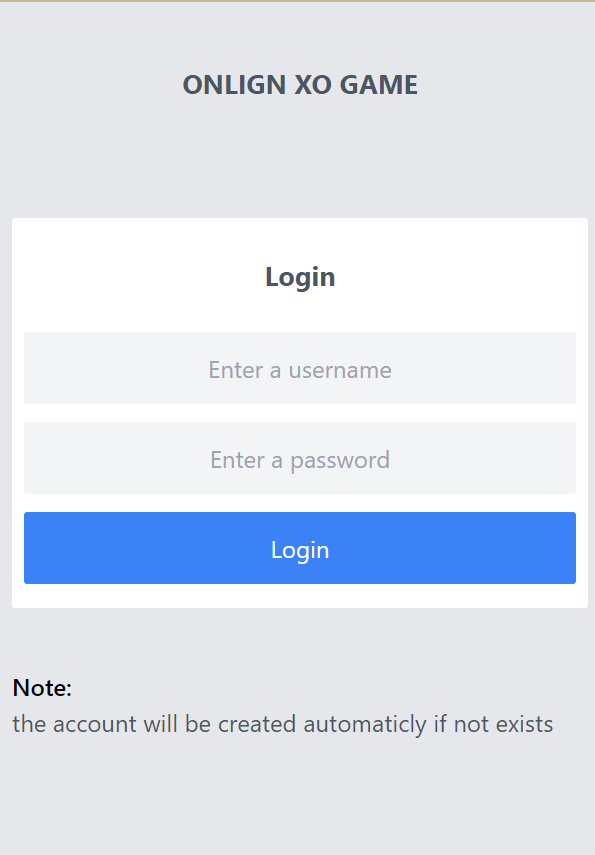 ONLIGN XO GAME
Login
Enter a username
Enter a password
Login
Note:
the account will be created automaticly if not exists